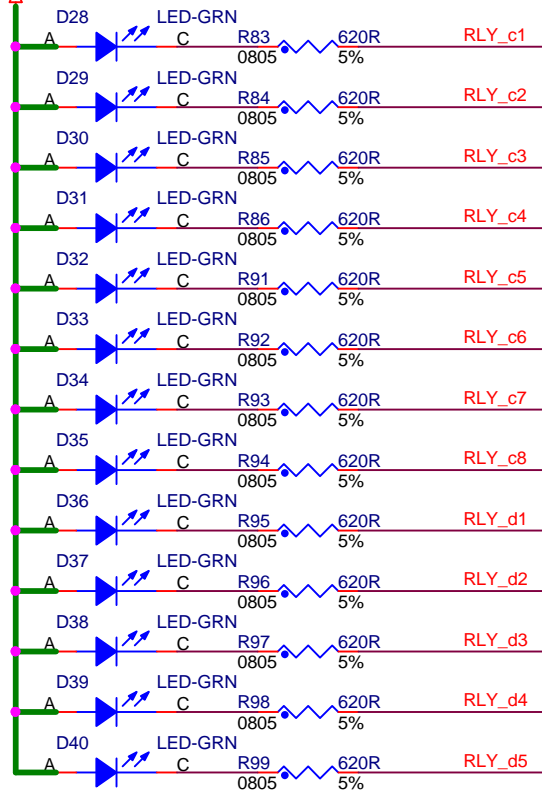 D28 LED-GRN
A C R83 620R RLY_c1
0805 5%
D29 LED-GRN
A C R84 620R RLY_c2
0805 5%
D30 LED-GRN
A C R85 620R RLY_c3
0805 5%
D31 LED-GRN
A C R86 620R RLY_c4
0805 5%
D32 LED-GRN
A C R91 620R RLY_c5
0805 5%
D33 LED-GRN
A C R92 620R RLY_c6
0805 5%
D34 LED-GRN
A C R93 620R RLY_c7
0805 5%
D35 LED-GRN
A C R94 620R RLY_c8
0805 5%
D36 LED-GRN
A C R95 620R RLY_d1
0805 5%
D37 LED-GRN
A C R96 620R RLY_d2
0805 5%
D38 LED-GRN
A C R97 620R RLY_d3
0805 5%
D39 LED-GRN
A C R98 620R RLY_d4
0805 5%
D40 LED-GRN
A C R99 620R RLY_d5
0805 5%